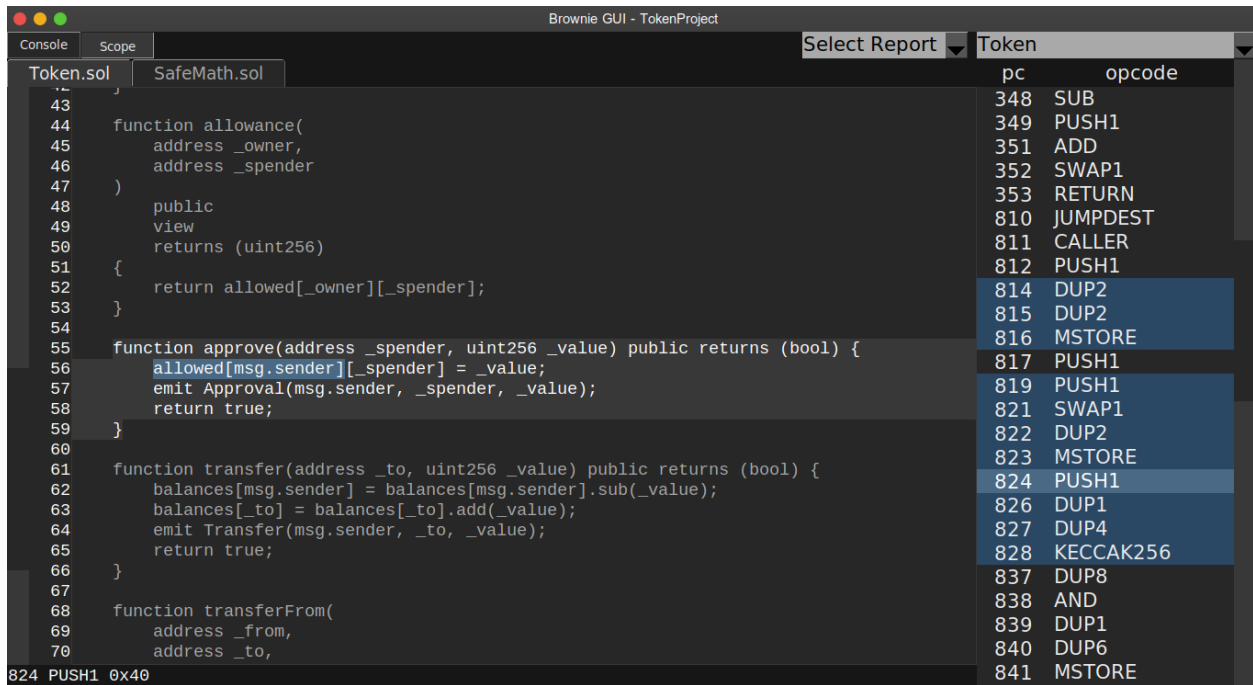 Brownie GUI - TokenProject
Console Scope Select Report Token
Token.sol SafeMath.sol pc opcode
42 }
43
44 function allowance(
45 address _owner,
46 address _spender
47 )
48 public
49 view
50 returns (uint256)
51 {
52 return allowed[_owner][_spender];
53 }
54
55 function approve(address _spender, uint256 _value) public returns (bool) {
56 allowed[msg.sender][_spender] = _value;
57 emit Approval(msg.sender, _spender, _value);
58 return true;
59 }
60
61 function transfer(address _to, uint256 _value) public returns (bool) {
62 balances[msg.sender] = balances[msg.sender].sub(_value);
63 balances[_to] = balances[_to].add(_value);
64 emit Transfer(msg.sender, _to, _value);
65 return true;
66 }
67
68 function transferFrom(
69 address _from,
70 address _to,
348 SUB
349 PUSH1
351 ADD
352 SWAP1
353 RETURN
810 JUMPDEST
811 CALLER
812 PUSH1
814 DUP2
815 DUP2
816 MSTORE
817 PUSH1
819 PUSH1
821 SWAP1
822 DUP2
823 MSTORE
824 PUSH1
826 DUP1
827 DUP4
828 KECCAK256
837 DUP8
838 AND
839 DUP1
840 DUP6
841 MSTORE
824 PUSH1 0x40